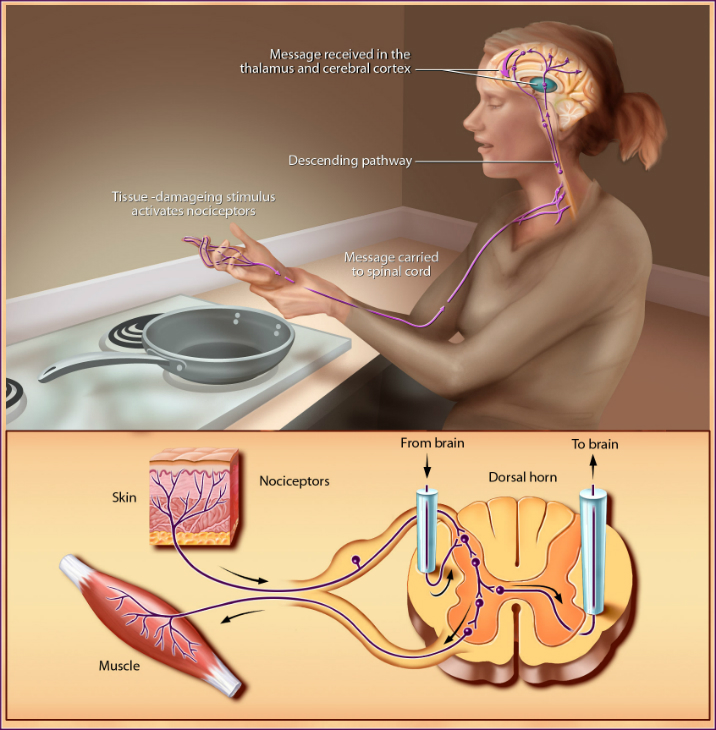 Message received in the
thalamus and cerebral cortex
Descending pathway
Tissue -damageing stimulus
activates nociceptors
Message carried
to spinal cord
From brain
To brain
Nociceptors
Dorsal horn
Skin
Muscle